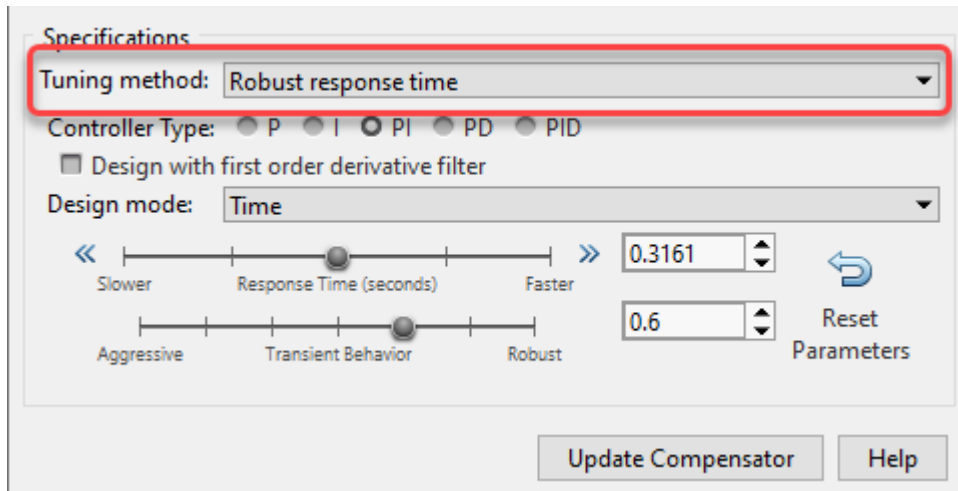 Specifications
Tuning method: Robust response time
Controller Type: P I PI PD PID
Design with first order derivative filter
Design mode: Time
0.3161
Slower Response Time (seconds) Faster
0.6
Aggressive Transient Behavior Robust
Reset
Parameters
Update Compensator Help